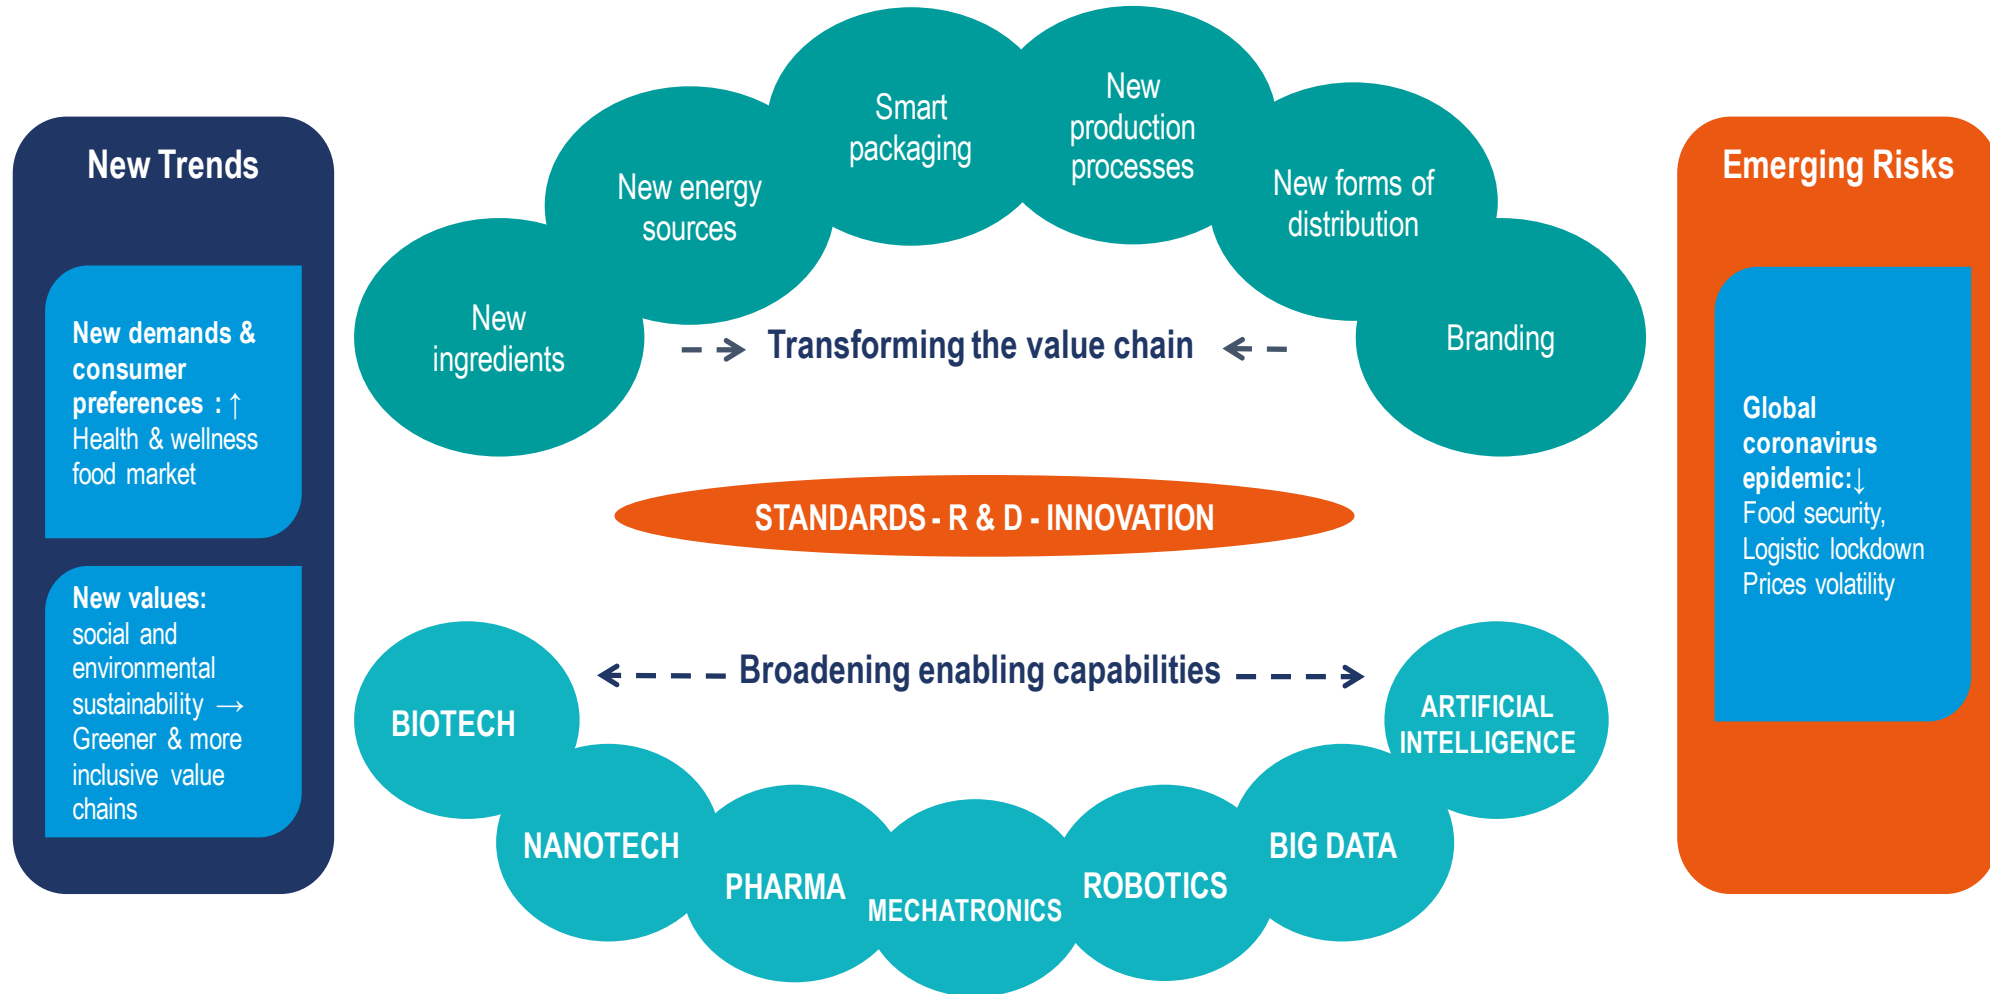 New Trends
New demands &
consumer
preferences : ↑
Health & wellness
food market
New values:
social and
environmental
sustainability →
Greener & more
inclusive value
chains
New
ingredients
New energy
sources
Smart
packaging
New
production
processes
New forms of
distribution
Branding
Transforming the value chain
STANDARDS - R & D - INNOVATION
Broadening enabling capabilities
BIOTECH
NANOTECH
PHARMA
MECHATRONICS
ROBOTICS
BIG DATA
ARTIFICIAL
INTELLIGENCE
Emerging Risks
Global
coronavirus
epidemic:↓
Food security,
Logistic lockdown
Prices volatility